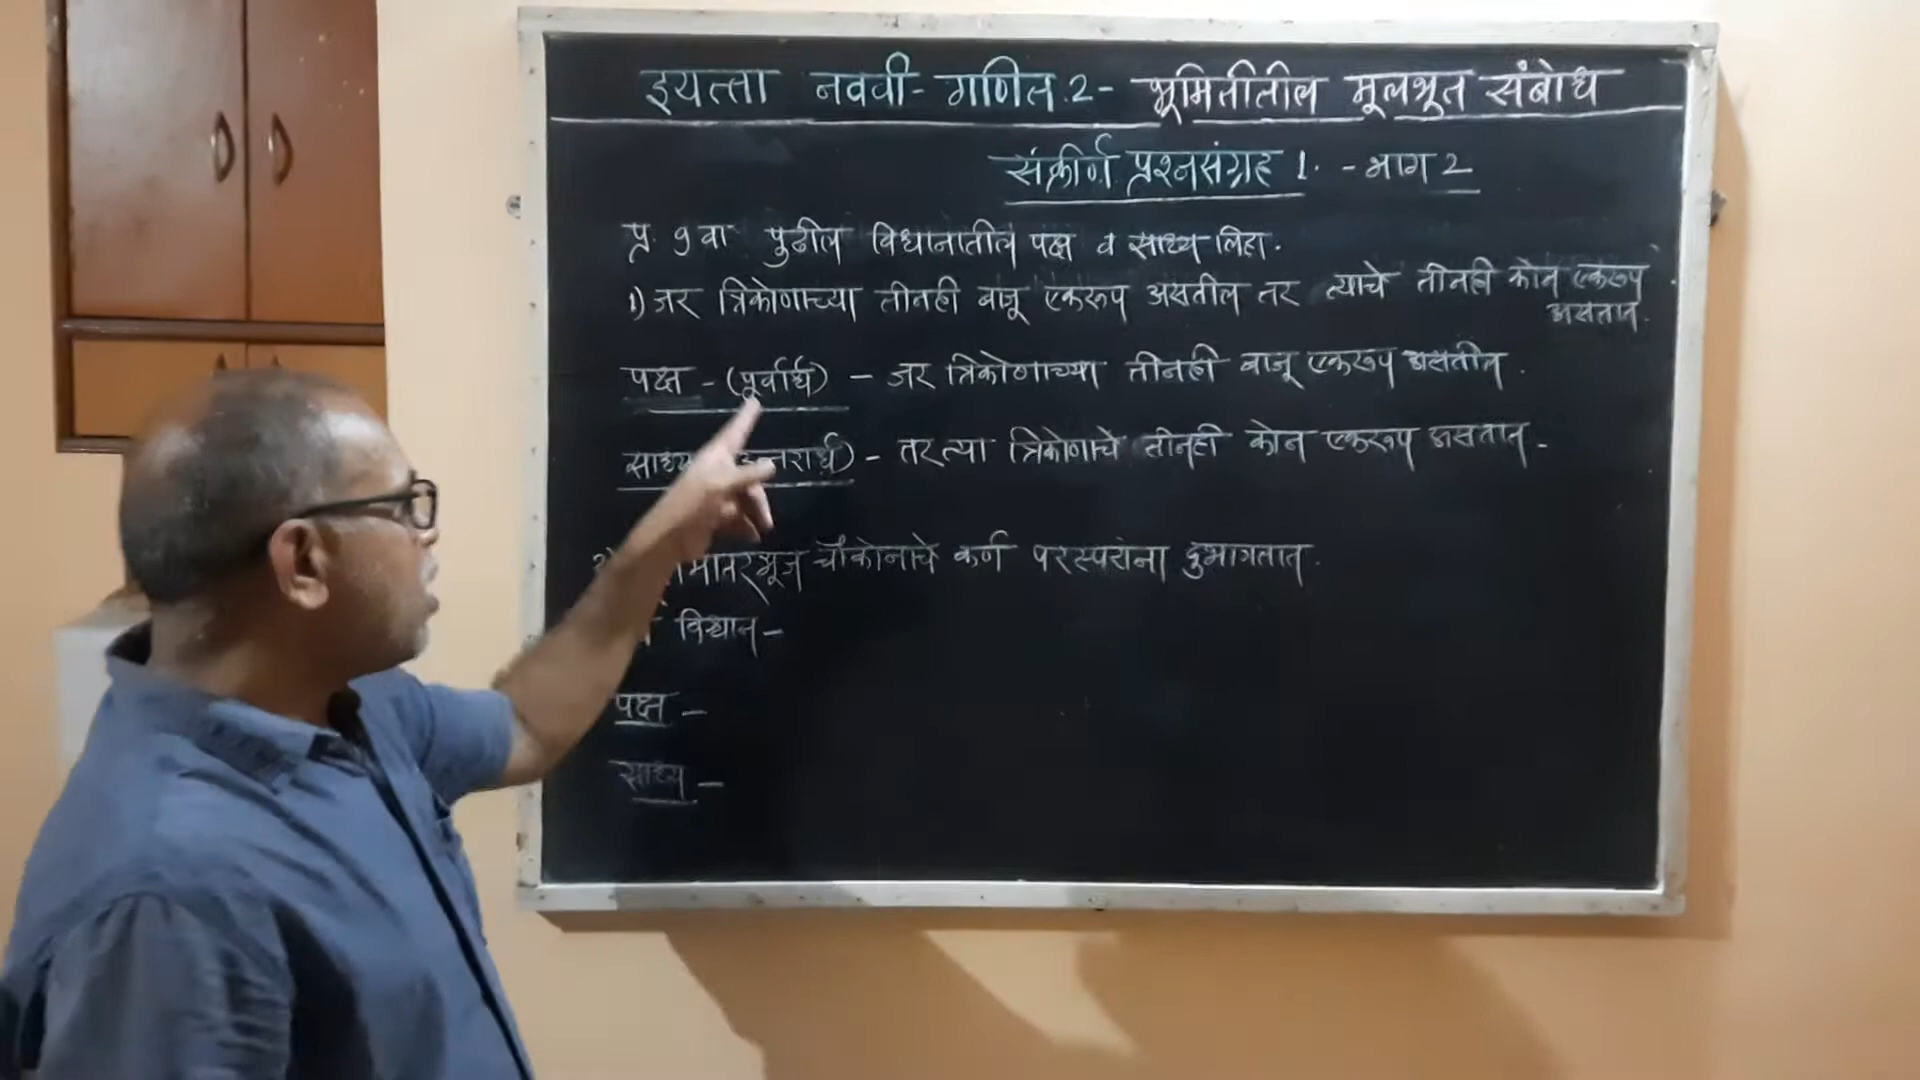 इयत्ता नववी - गणित.2 - भूमितीतील मूलभूत संबोध
संकीर्ण प्रश्नसंग्रह 1. - भाग 2
प्र. 9 वा पुढील विधानातील पक्ष व साध्य लिहा.
1) जर त्रिकोणाच्या तीनही बाजू एकरूप असतील तर त्याचे तीनही कोन एकरूप
असतात.
पक्ष - (पूर्वार्ध) - जर त्रिकोणाच्या तीनही बाजू एकरूप असतील.
साध्य - तर त्या त्रिकोणाचे तीनही कोन एकरूप असतात -
चौकोनाचे कर्ण परस्परांना दुभागतात.
विधान -
पक्ष -
साध्य -